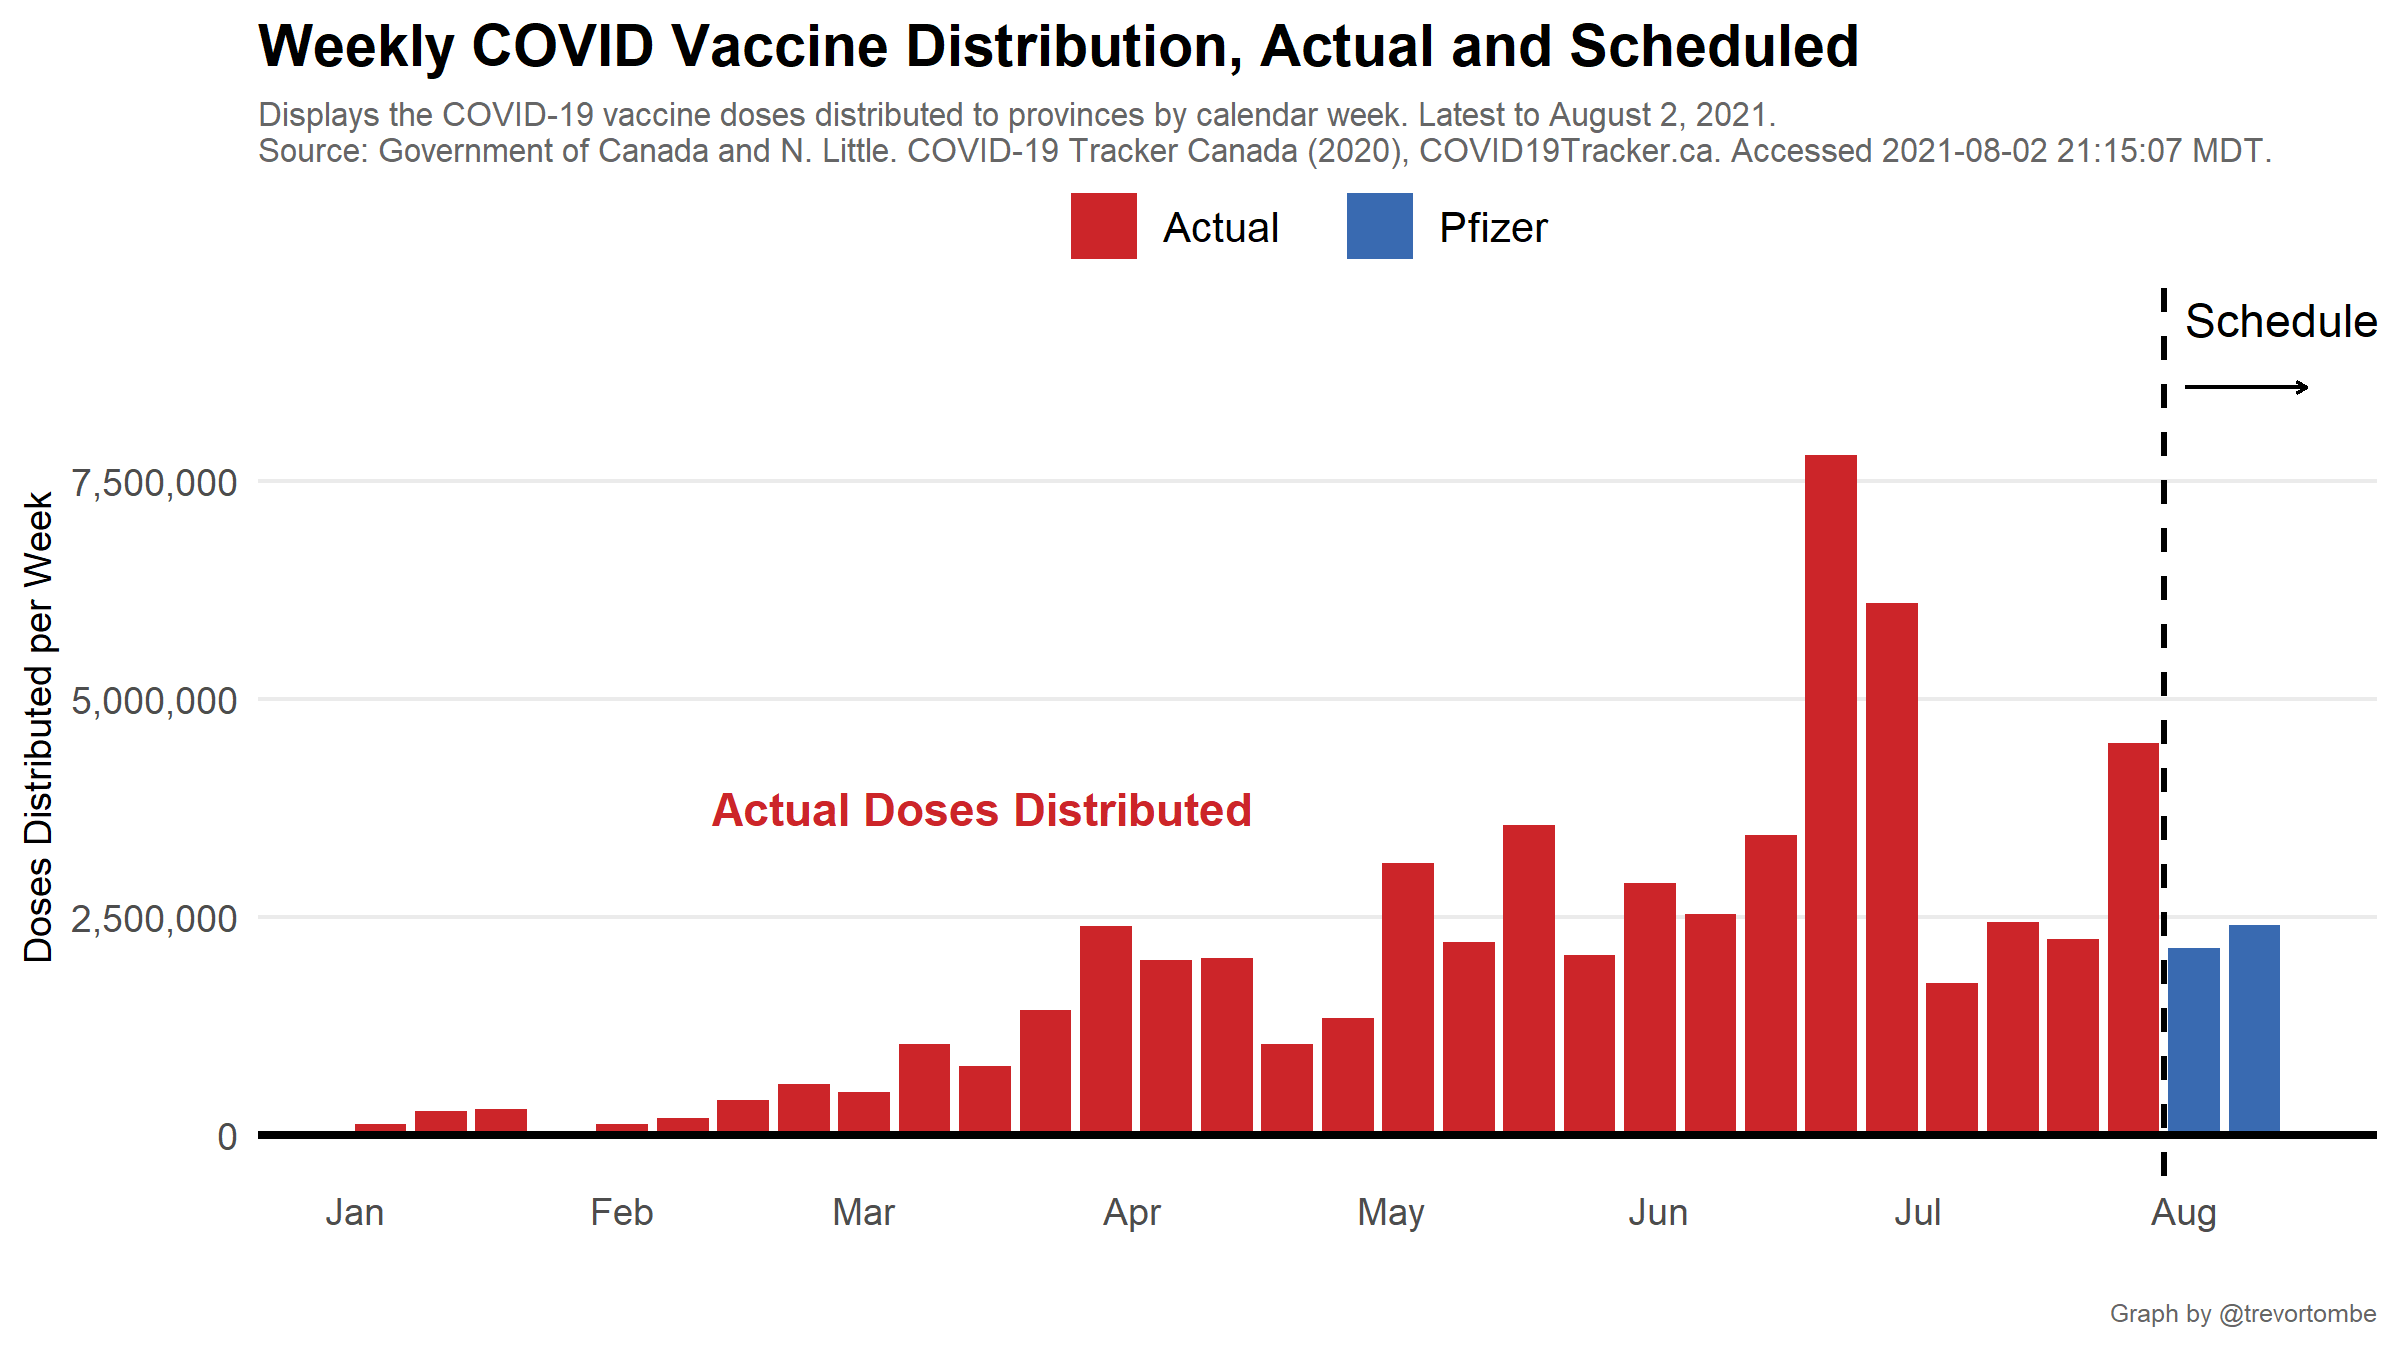 Weekly COVID Vaccine Distribution, Actual and Scheduled
Displays the COVID-19 vaccine doses distributed to provinces by calendar week. Latest to August 2, 2021.
Source: Government of Canada and N. Little. COVID-19 Tracker Canada (2020), COVID19Tracker.ca. Accessed 2021-08-02 21:15:07 MDT.
Actual
Pfizer
Schedule
Doses Distributed per Week
7,500,000
5,000,000
2,500,000
0
Actual Doses Distributed
Jan
Feb
Mar
Apr
May
Jun
Jul
Aug
Graph by @trevortombe